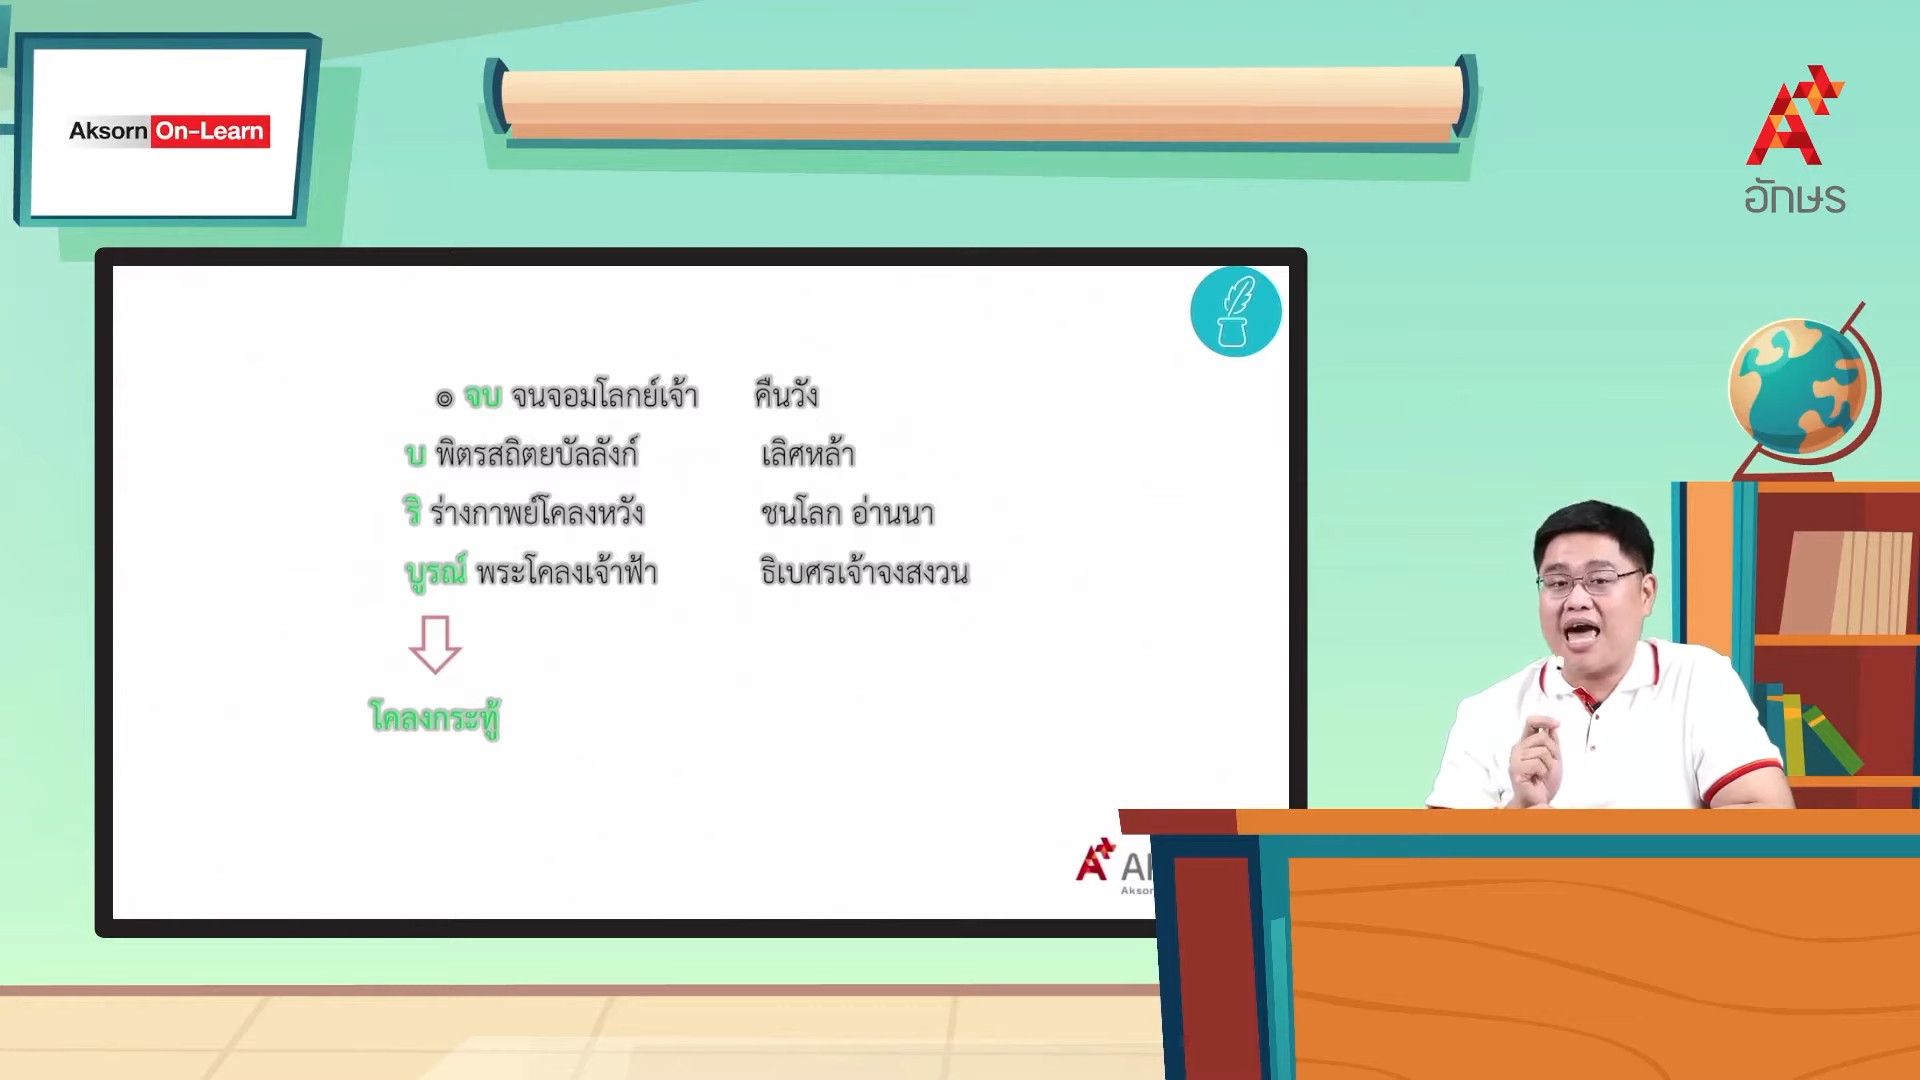 Aksorn On-Learn
อักษร
๏ จบ จนจอมโลกย์เจ้า คืนวัง
บ พิตรสถิตยบัลลังก์ เลิศหล้า
ริ ร่างกาพย์โคลงหวัง ชนโลก อ่านนา
บูรณ์ พระโคลงเจ้าฟ้า ธิเบศรเจ้าจงสงวน
โคลงกระทู้